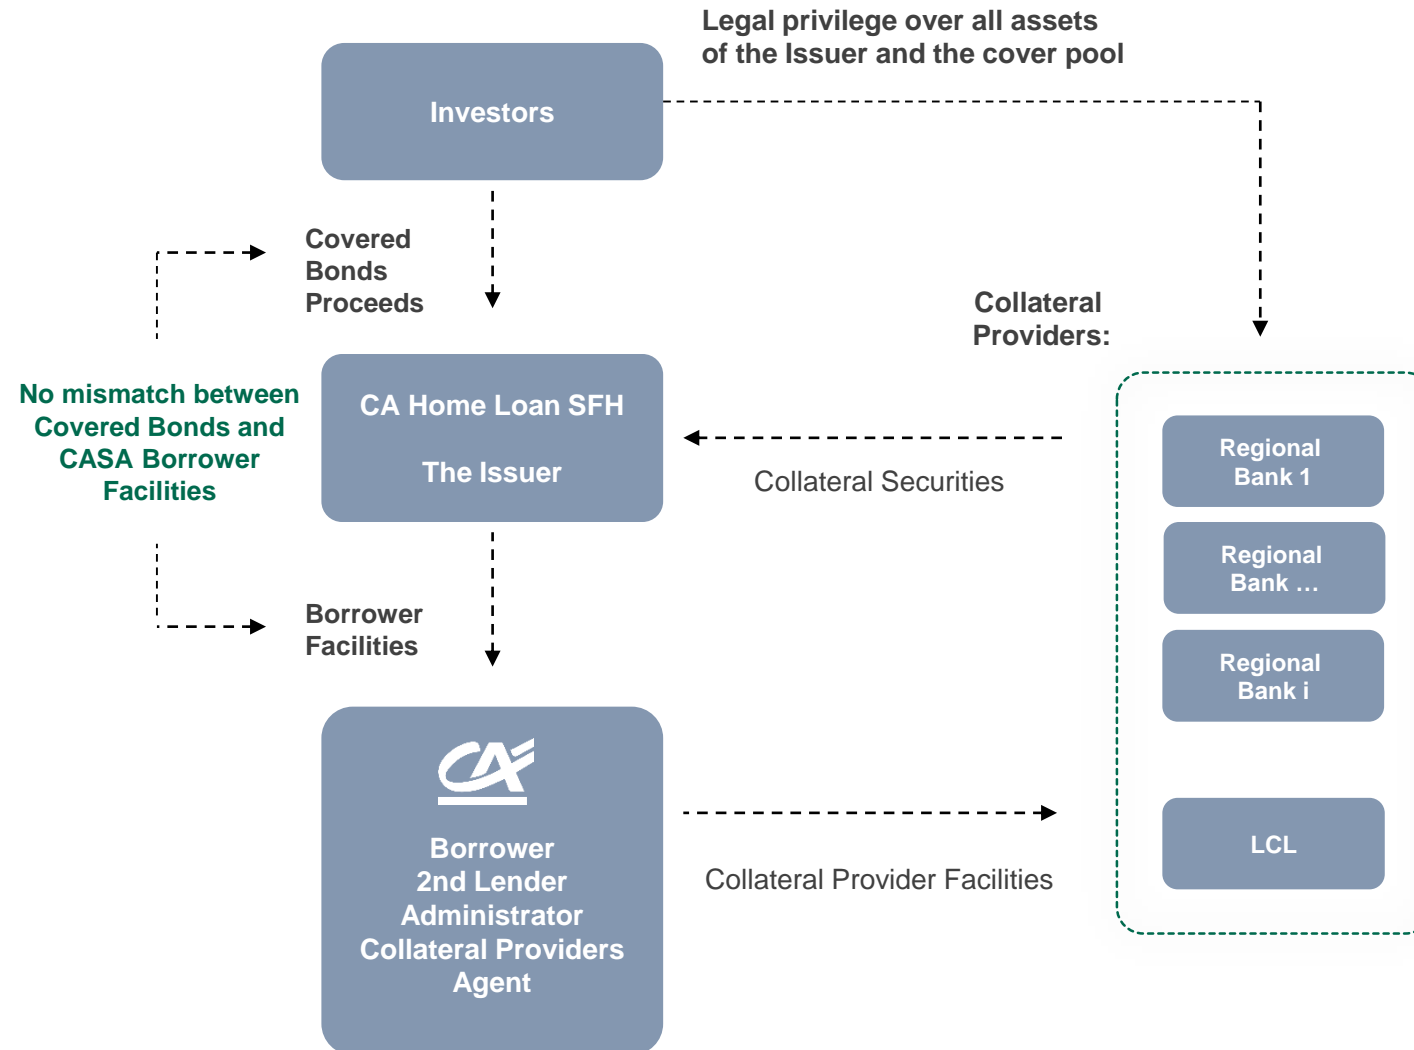 Legal privilege over all assets
of the Issuer and the cover pool
Investors
Covered
Bonds
Proceeds
Collateral
Providers:
No mismatch between
Covered Bonds and
CASA Borrower
Facilities
CA Home Loan SFH
The Issuer
Collateral Securities
Regional
Bank 1
Regional
Bank …
Regional
Bank i
Borrower
Facilities
CA
Borrower
2nd Lender
Administrator
Collateral Providers
Agent
Collateral Provider Facilities
LCL